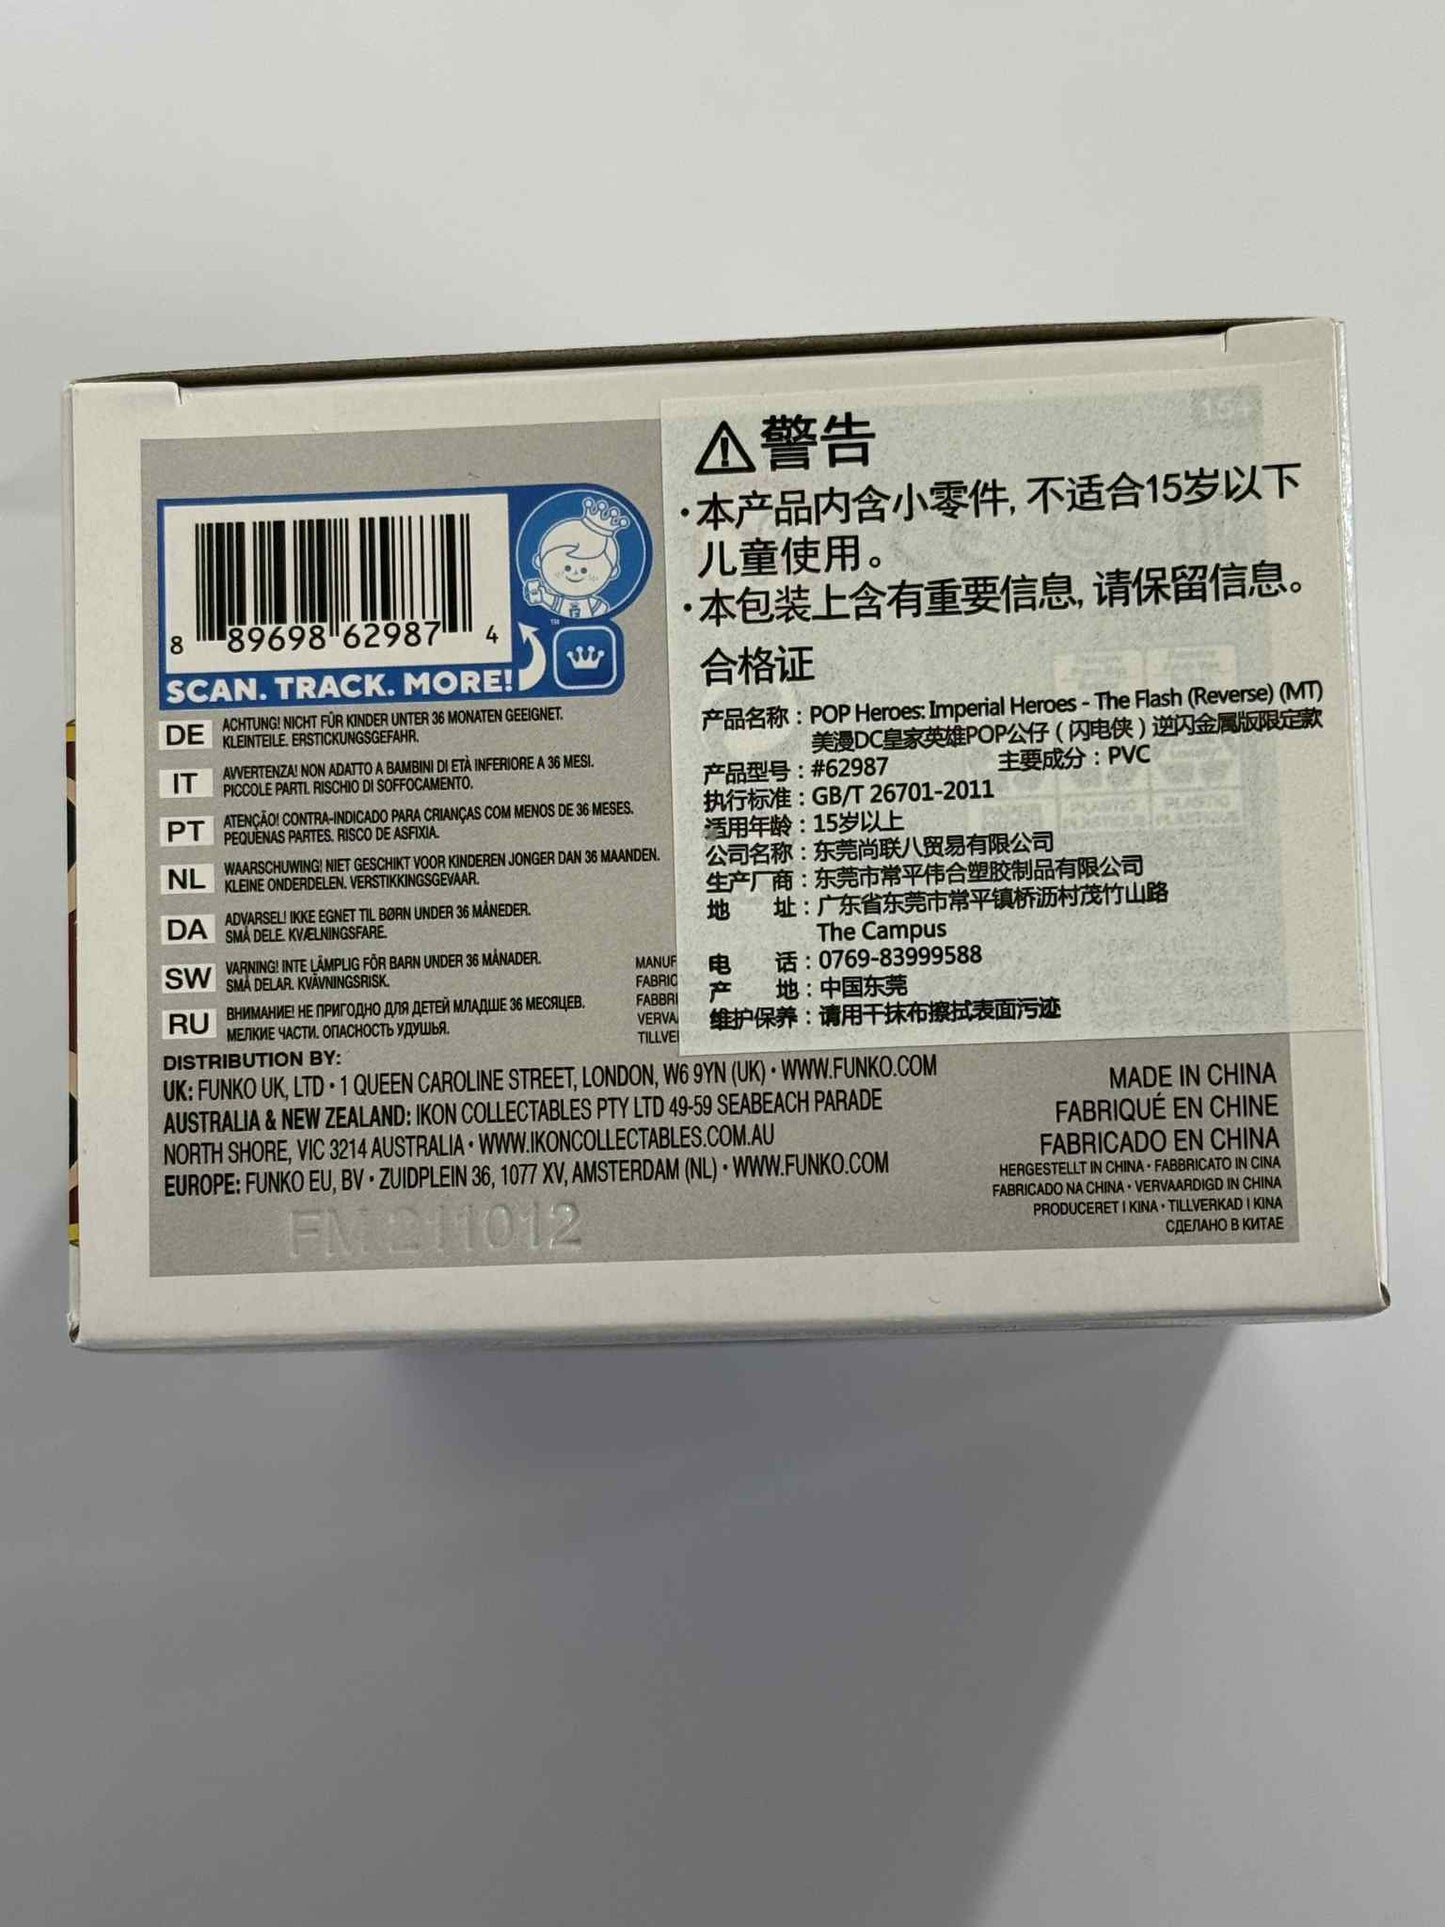 8 89698 62987 4
SCAN. TRACK. MORE!
™
DE ACHTUNG! NICHT FÜR KINDER UNTER 36 MONATEN GEEIGNET.
KLEINTEILE. ERSTICKUNGSGEFAHR.
IT AVVERTENZA! NON ADATTO A BAMBINI DI ETÀ INFERIORE A 36 MESI.
PICCOLE PARTI. RISCHIO DI SOFFOCAMENTO.
PT ATENÇÃO! CONTRA-INDICADO PARA CRIANÇAS COM MENOS DE 36 MESES.
PEQUENAS PARTES. RISCO DE ASFIXIA.
NL WAARSCHUWING! NIET GESCHIKT VOOR KINDEREN JONGER DAN 36 MAANDEN.
KLEINE ONDERDELEN. VERSTIKKINGSGEVAAR.
DA ADVARSEL! IKKE EGNET TIL BØRN UNDER 36 MÅNEDER.
SMÅ DELE. KVÆLNINGSFARE.
SW VARNING! INTE LÄMPLIG FÖR BARN UNDER 36 MÅNADER.
SMÅ DELAR. KVÄVNINGSRISK.
RU ВНИМАНИЕ! НЕ ПРИГОДНО ДЛЯ ДЕТЕЙ МЛАДШЕ 36 МЕСЯЦЕВ.
МЕЛКИЕ ЧАСТИ. ОПАСНОСТЬ УДУШЬЯ.
MANUF
FABRIC
FABBRI
VERVA
TILLVE
⚠警告
·本产品内含小零件, 不适合15岁以下
儿童使用。
·本包装上含有重要信息, 请保留信息。
合格证
产品名称：POP Heroes: Imperial Heroes - The Flash (Reverse) (MT)
美漫DC皇家英雄POP公仔（闪电侠）逆闪金属版限定款
产品型号：#62987 主要成分：PVC
执行标准：GB/T 26701-2011
适用年龄：15岁以上
公司名称：东莞尚联八贸易有限公司
生产厂商：东莞市常平伟合塑胶制品有限公司
地 址：广东省东莞市常平镇桥沥村茂竹山路
The Campus
电 话：0769-83999588
产 地：中国东莞
维护保养：请用干抹布擦拭表面污迹
DISTRIBUTION BY:
UK: FUNKO UK, LTD • 1 QUEEN CAROLINE STREET, LONDON, W6 9YN (UK) • WWW.FUNKO.COM
AUSTRALIA & NEW ZEALAND: IKON COLLECTABLES PTY LTD 49-59 SEABEACH PARADE
NORTH SHORE, VIC 3214 AUSTRALIA • WWW.IKONCOLLECTABLES.COM.AU
EUROPE: FUNKO EU, BV • ZUIDPLEIN 36, 1077 XV, AMSTERDAM (NL) • WWW.FUNKO.COM
MADE IN CHINA
FABRIQUÉ EN CHINE
FABRICADO EN CHINA
HERGESTELLT IN CHINA • FABBRICATO IN CINA
FABRICADO NA CHINA • VERVAARDIGD IN CHINA
PRODUCERET I KINA • TILLVERKAD I KINA
СДЕЛАНО В КИТАЕ